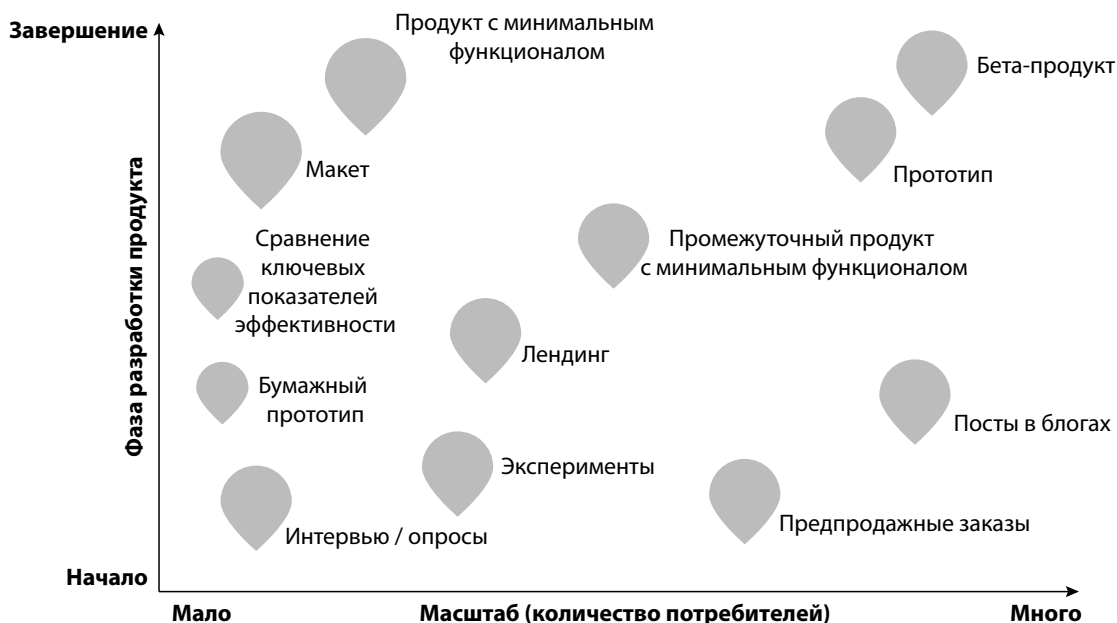 Завершение
Продукт с минимальным
функционалом
Бета-продукт
Макет
Прототип
Фаза разработки продукта
Сравнение
ключевых
показателей
эффективности
Промежуточный продукт
с минимальным функционалом
Лендинг
Бумажный
прототип
Посты в блогах
Эксперименты
Интервью / опросы
Предпродажные заказы
Начало
Мало
Масштаб (количество потребителей)
Много